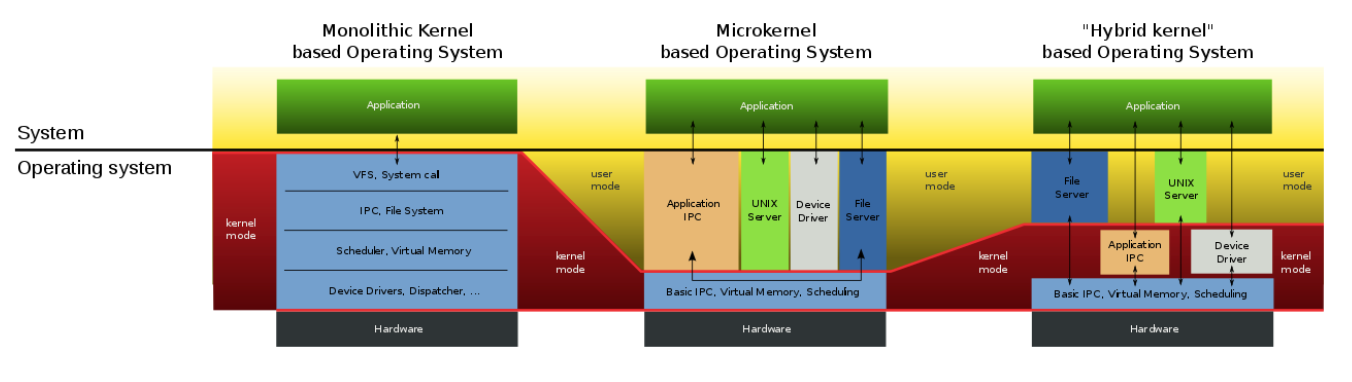 Monolithic Kernel
based Operating System
Microkernel
based Operating System
"Hybrid kernel"
based Operating System
Application
Application
Application
System
Operating system
VFS, System call
IPC, File System
Scheduler, Virtual Memory
Device Drivers, Dispatcher, ...
Hardware
kernel
mode
user
mode
kernel
mode
Application
IPC
UNIX
Server
Device
Driver
File
Server
Basic IPC, Virtual Memory, Scheduling
Hardware
user
mode
kernel
mode
File
Server
UNIX
Server
user
mode
Application
IPC
Device
Driver
kernel
mode
Basic IPC, Virtual Memory, Scheduling
Hardware